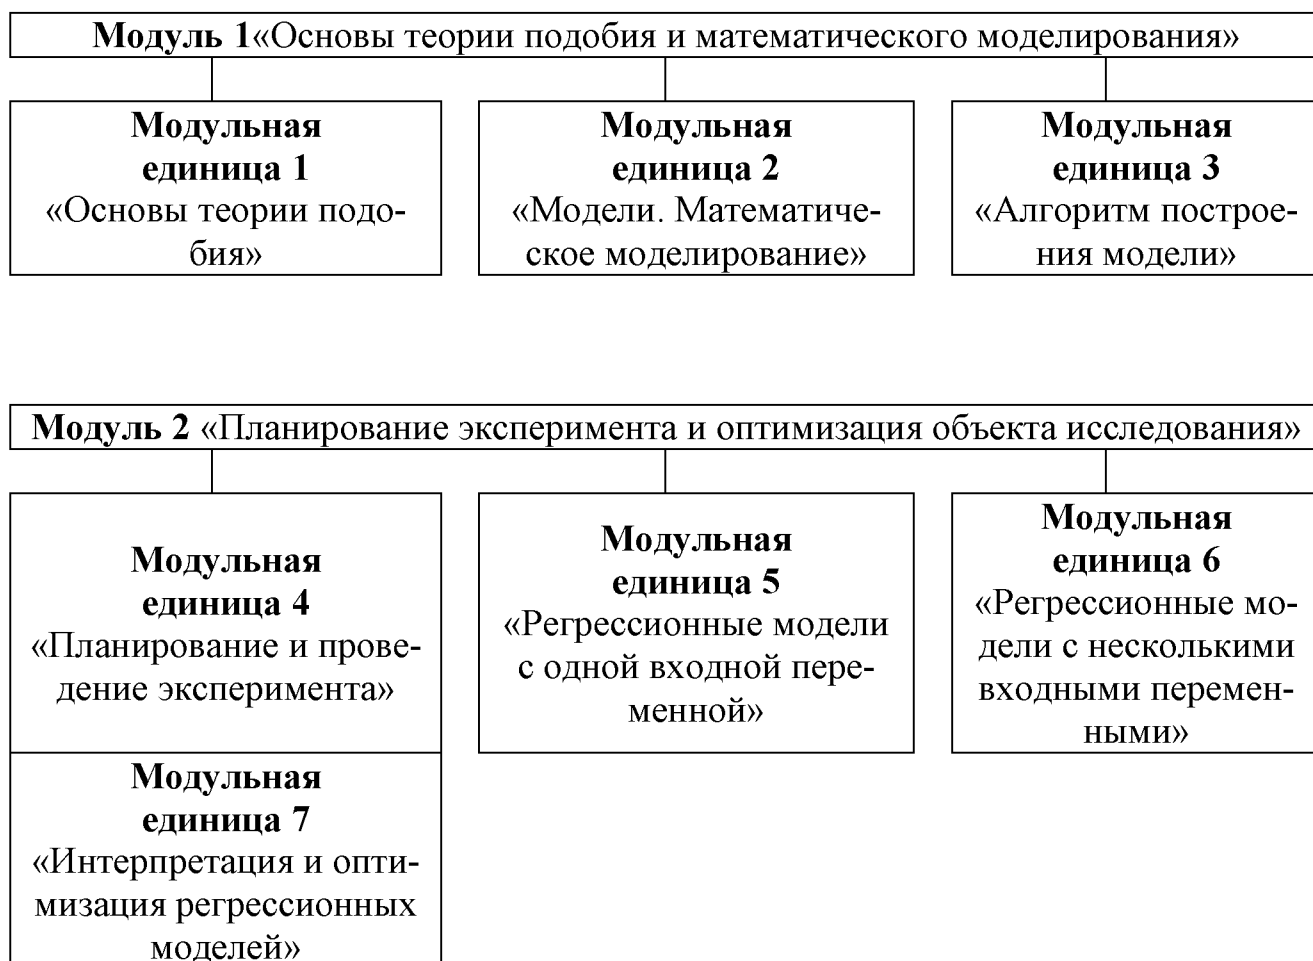 Модуль 1«Основы теории подобия и математического моделирования»
Модульная
единица 1
«Основы теории подо-
бия»
Модульная
единица 2
«Модели. Математиче-
ское моделирование»
Модульная
единица 3
«Алгоритм построе-
ния модели»
Модуль 2 «Планирование эксперимента и оптимизация объекта исследования»
Модульная
единица 4
«Планирование и прове-
дение эксперимента»
Модульная
единица 5
«Регрессионные модели
с одной входной пере-
менной»
Модульная
единица 6
«Регрессионные мо-
дели с несколькими
входными перемен-
ными»
Модульная
единица 7
«Интерпретация и опти-
мизация регрессионных
моделей»